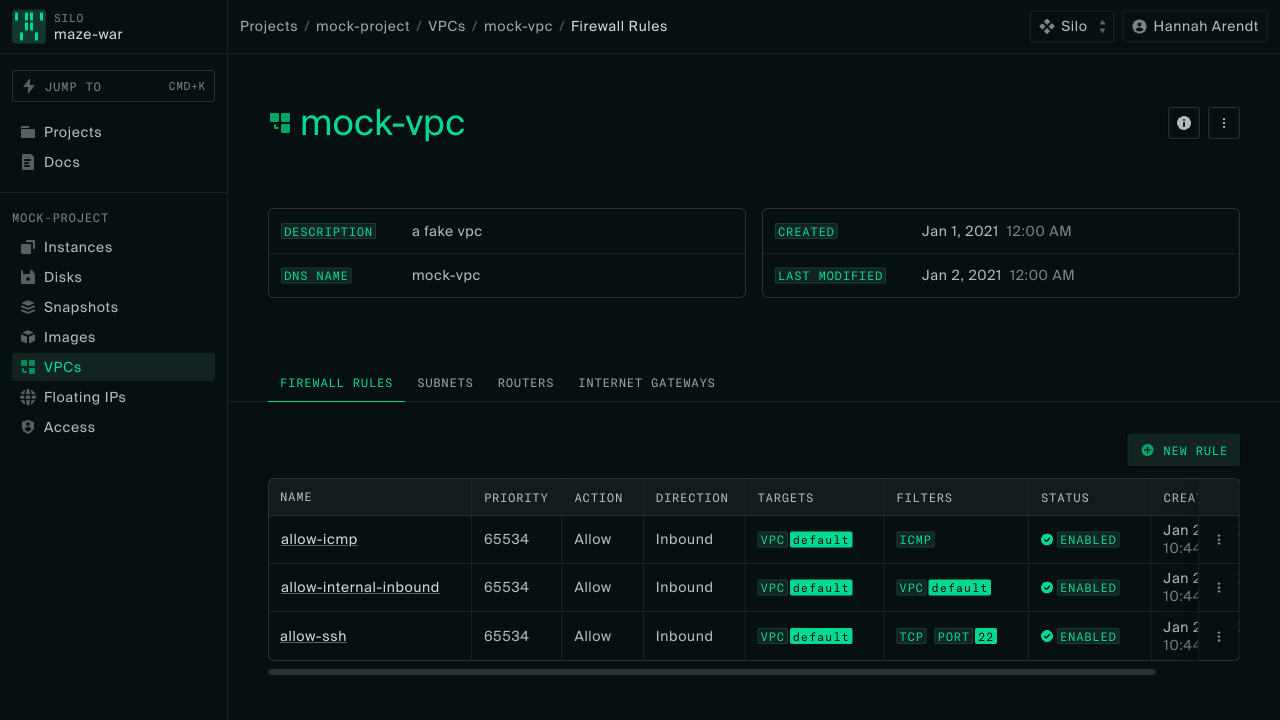 SILO
maze-war
Projects / mock-project / VPCs / mock-vpc / Firewall Rules
Silo
Hannah Arendt
JUMP TO CMD+K
Projects
Docs
MOCK-PROJECT
Instances
Disks
Snapshots
Images
VPCs
Floating IPs
Access
mock-vpc
DESCRIPTION a fake vpc
DNS NAME mock-vpc
CREATED Jan 1, 2021 12:00 AM
LAST MODIFIED Jan 2, 2021 12:00 AM
FIREWALL RULES SUBNETS ROUTERS INTERNET GATEWAYS
NEW RULE
NAME PRIORITY ACTION DIRECTION TARGETS FILTERS STATUS
allow-icmp 65534 Allow Inbound VPC default ICMP ENABLED Jan 2
10:44
allow-internal-inbound 65534 Allow Inbound VPC default VPC default ENABLED Jan 2
10:44
allow-ssh 65534 Allow Inbound VPC default TCP PORT 22 ENABLED Jan 2
10:44